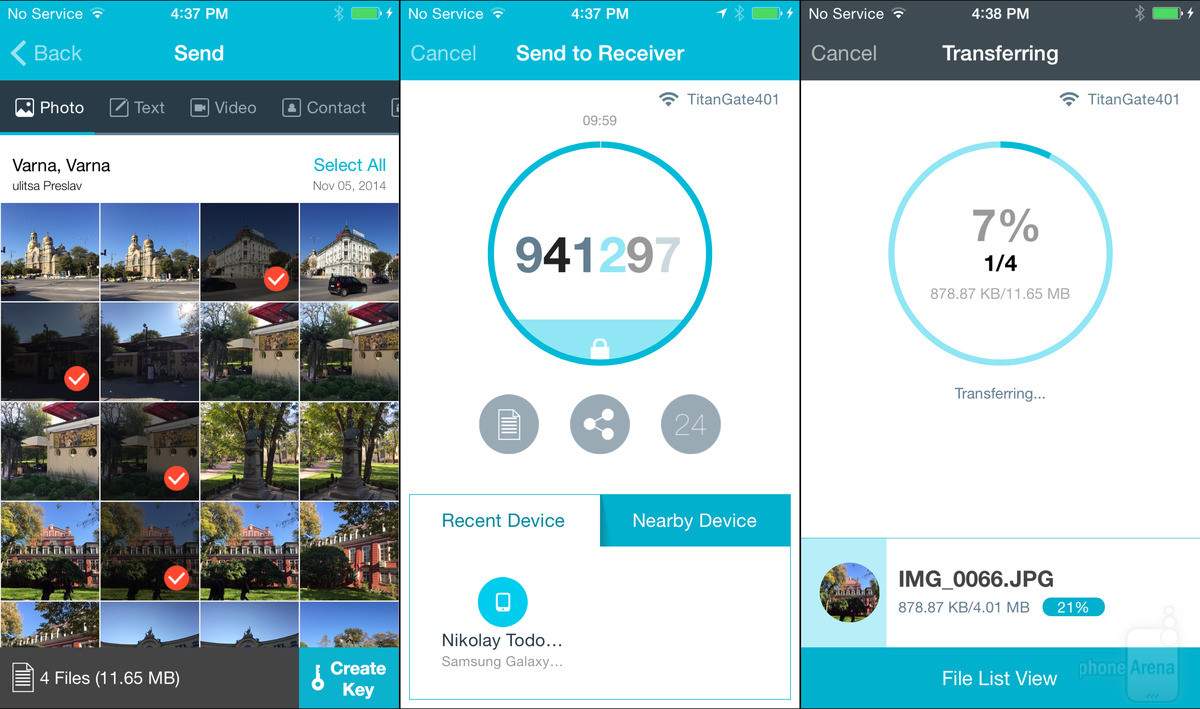 No Service 4:37 PM
Back Send
Photo Text Video Contact
Varna, Varna Select All
ulitsa Preslav Nov 05, 2014
4 Files (11.65 MB)
Create
Key
No Service 4:37 PM
Cancel Send to Receiver
TitanGate401
09:59
941297
24
Recent Device Nearby Device
Nikolay Todo...
Samsung Galaxy...
No Service 4:38 PM
Cancel Transferring
TitanGate401
7%
1/4
878.87 KB/11.65 MB
Transferring...
IMG_0066.JPG
878.87 KB/4.01 MB 21%
File List View
phoneArena